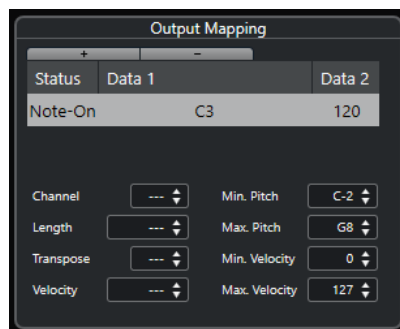 Output Mapping
+ −
Status Data 1 Data 2
Note-On C3 120
Channel --- Min. Pitch C-2
Length --- Max. Pitch G8
Transpose --- Min. Velocity 0
Velocity --- Max. Velocity 127